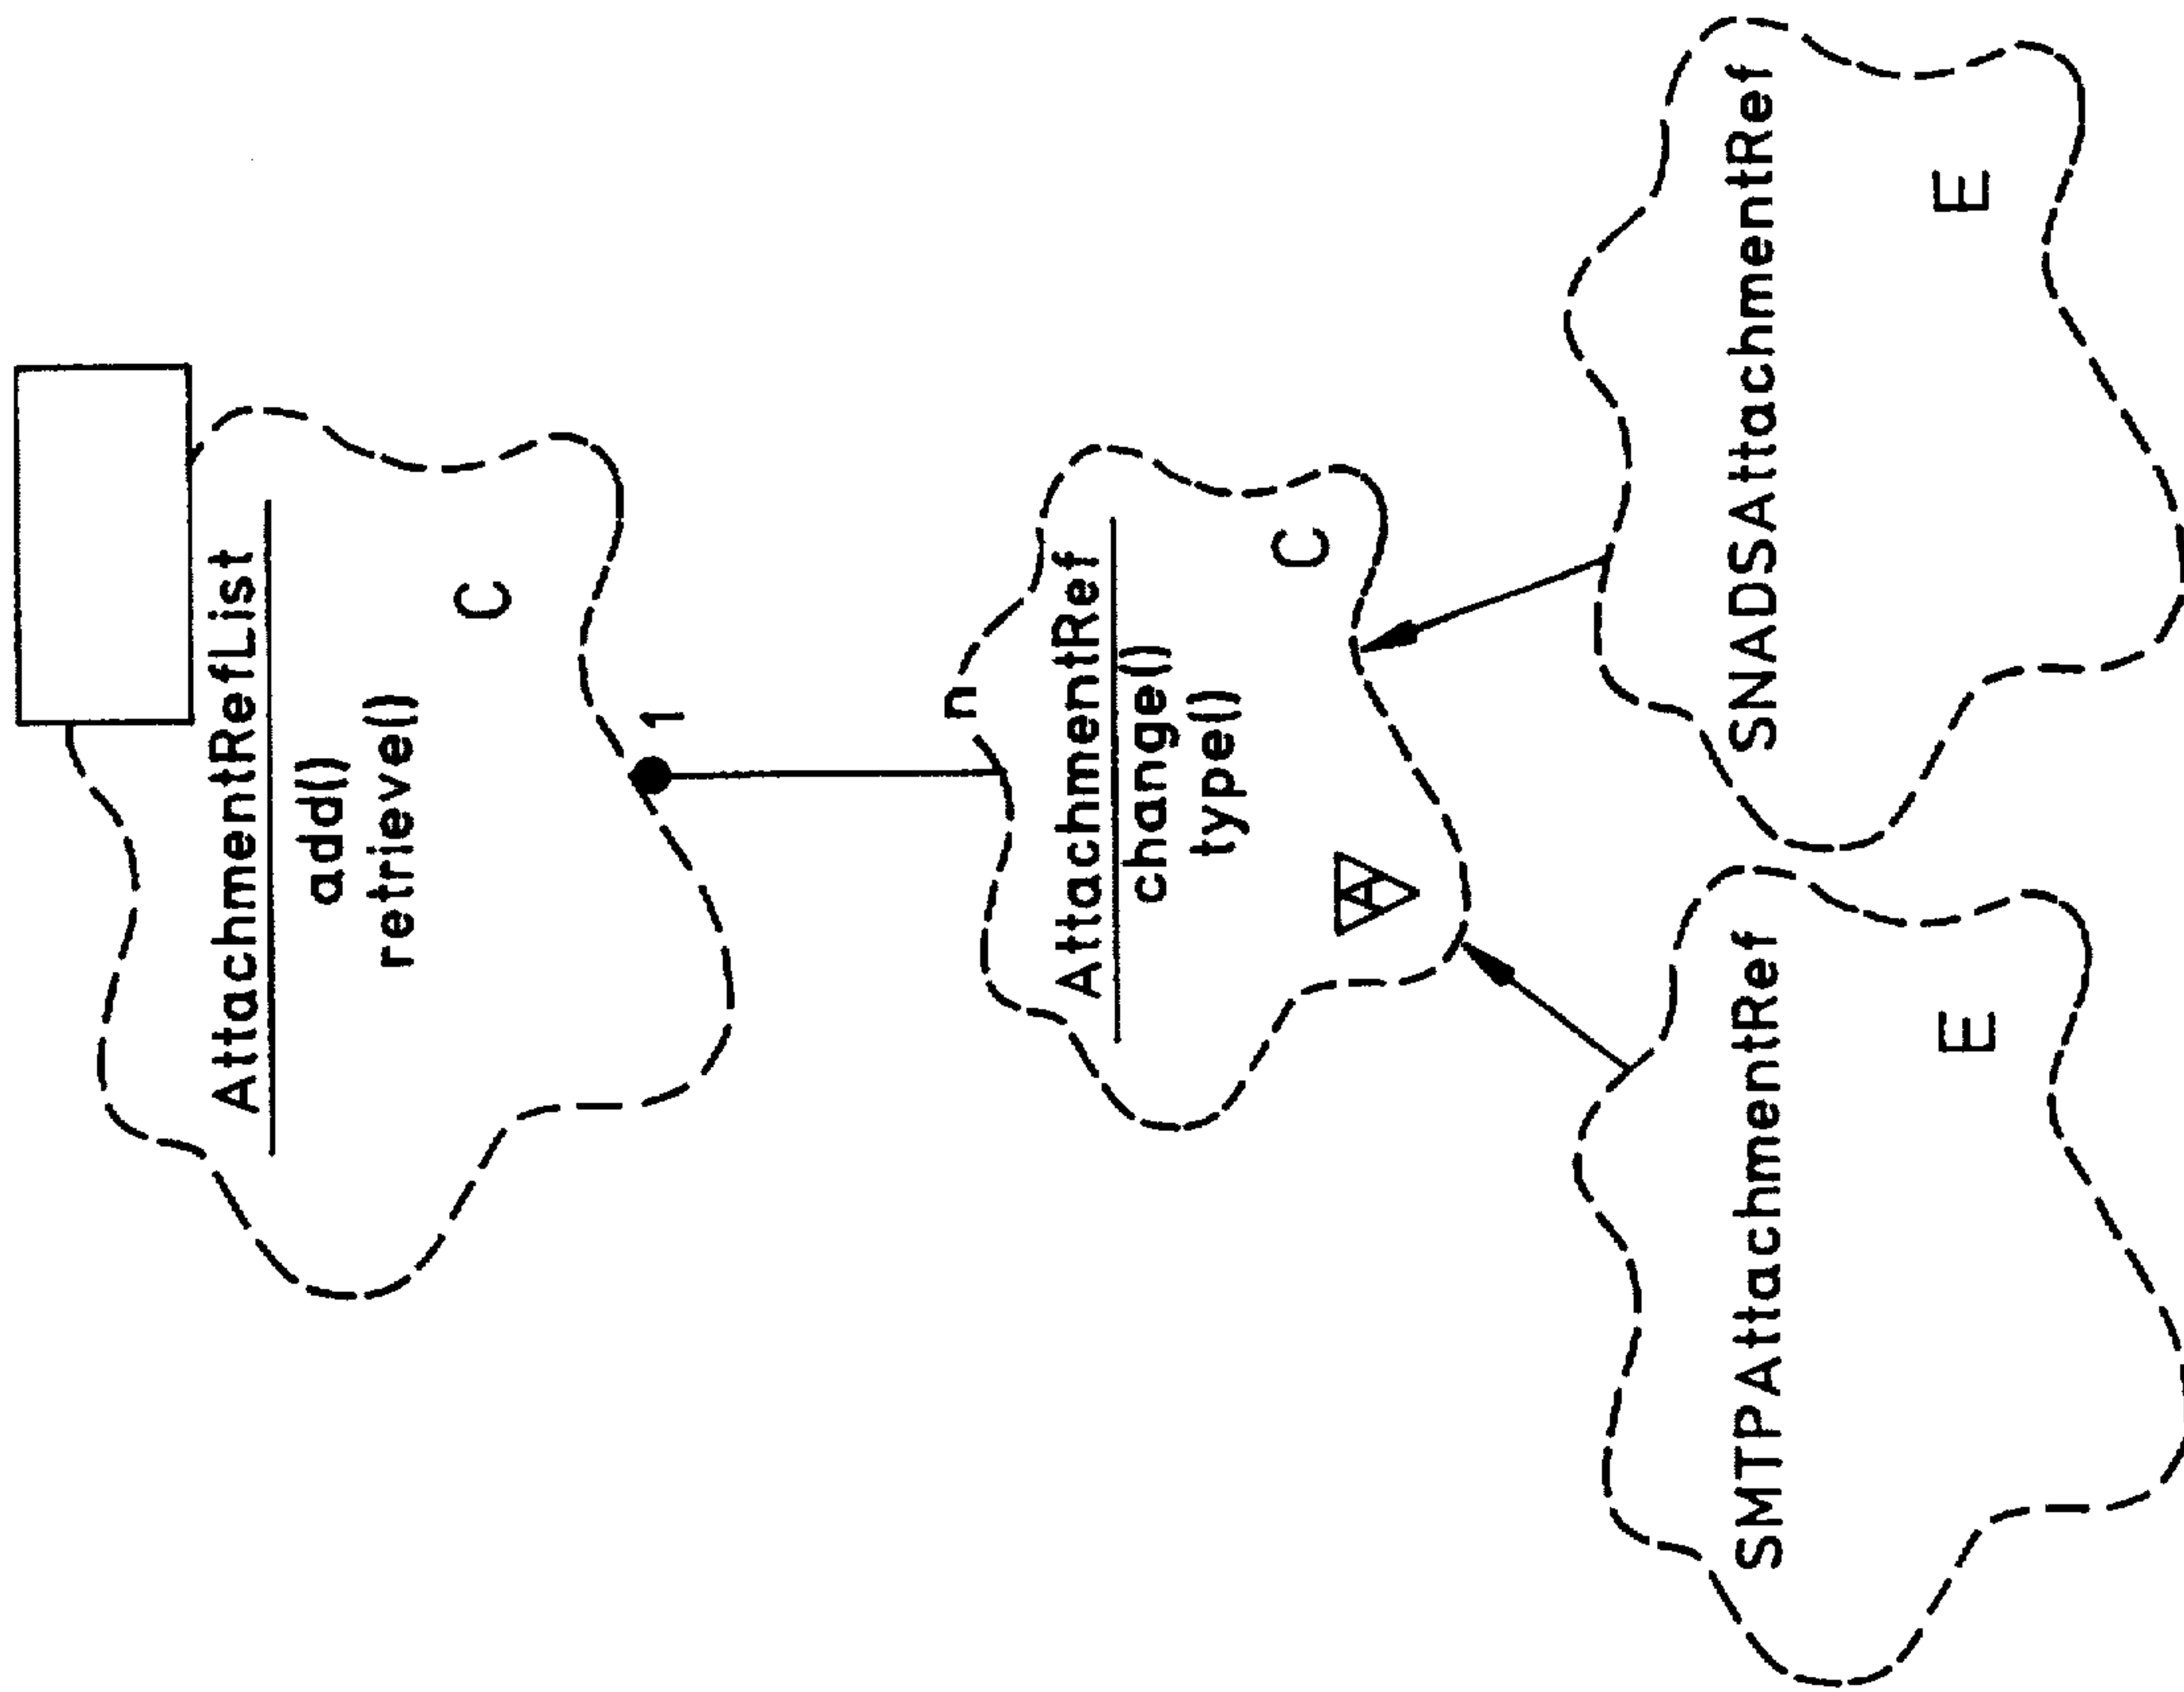 AttachmentRefList
add()
retrieve()
C
1
n
AttachmentRef
change()
type()
A
C
SMTPAttachmentRef
E
SNADSAttachmentRef
E